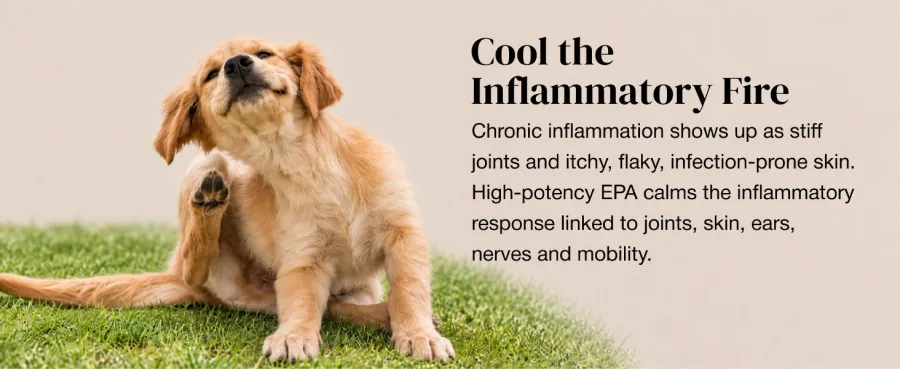 Cool the
Inflammatory Fire
Chronic inflammation shows up as stiff
joints and itchy, flaky, infection-prone skin.
High-potency EPA calms the inflammatory
response linked to joints, skin, ears,
nerves and mobility.